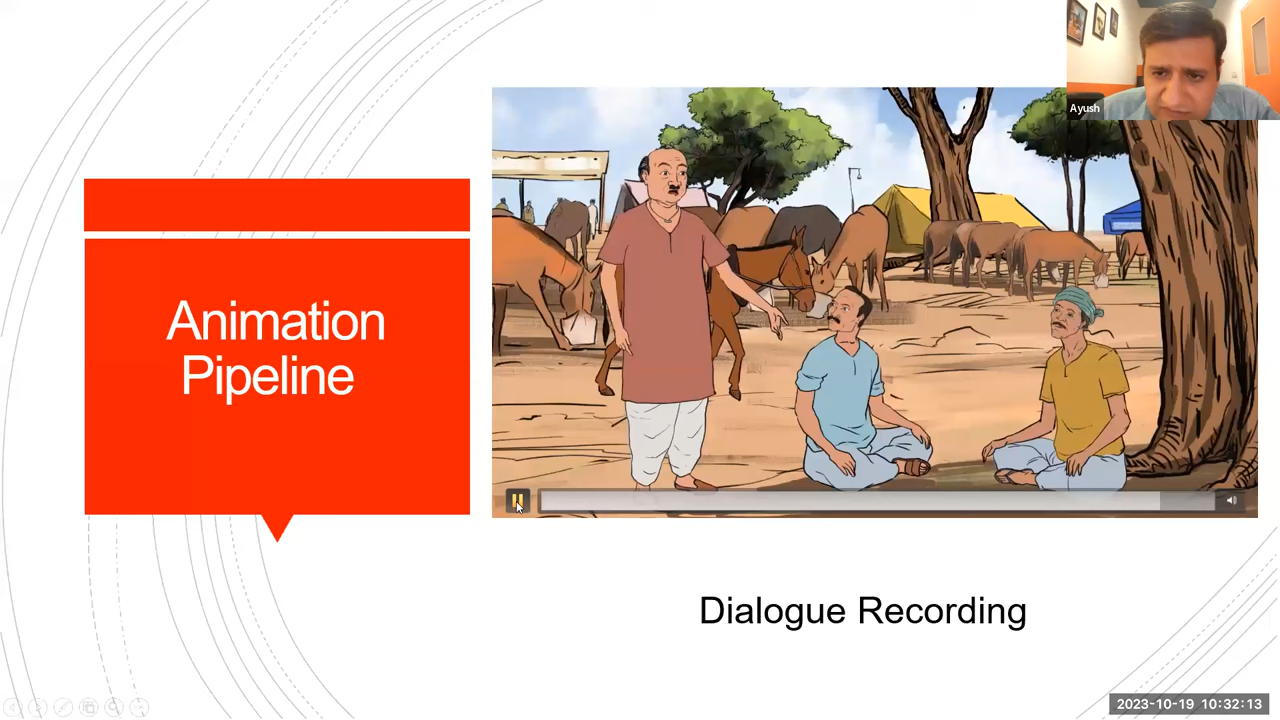 Ayush
Animation
Pipeline
Dialogue Recording
2023-10-19 10:32:13